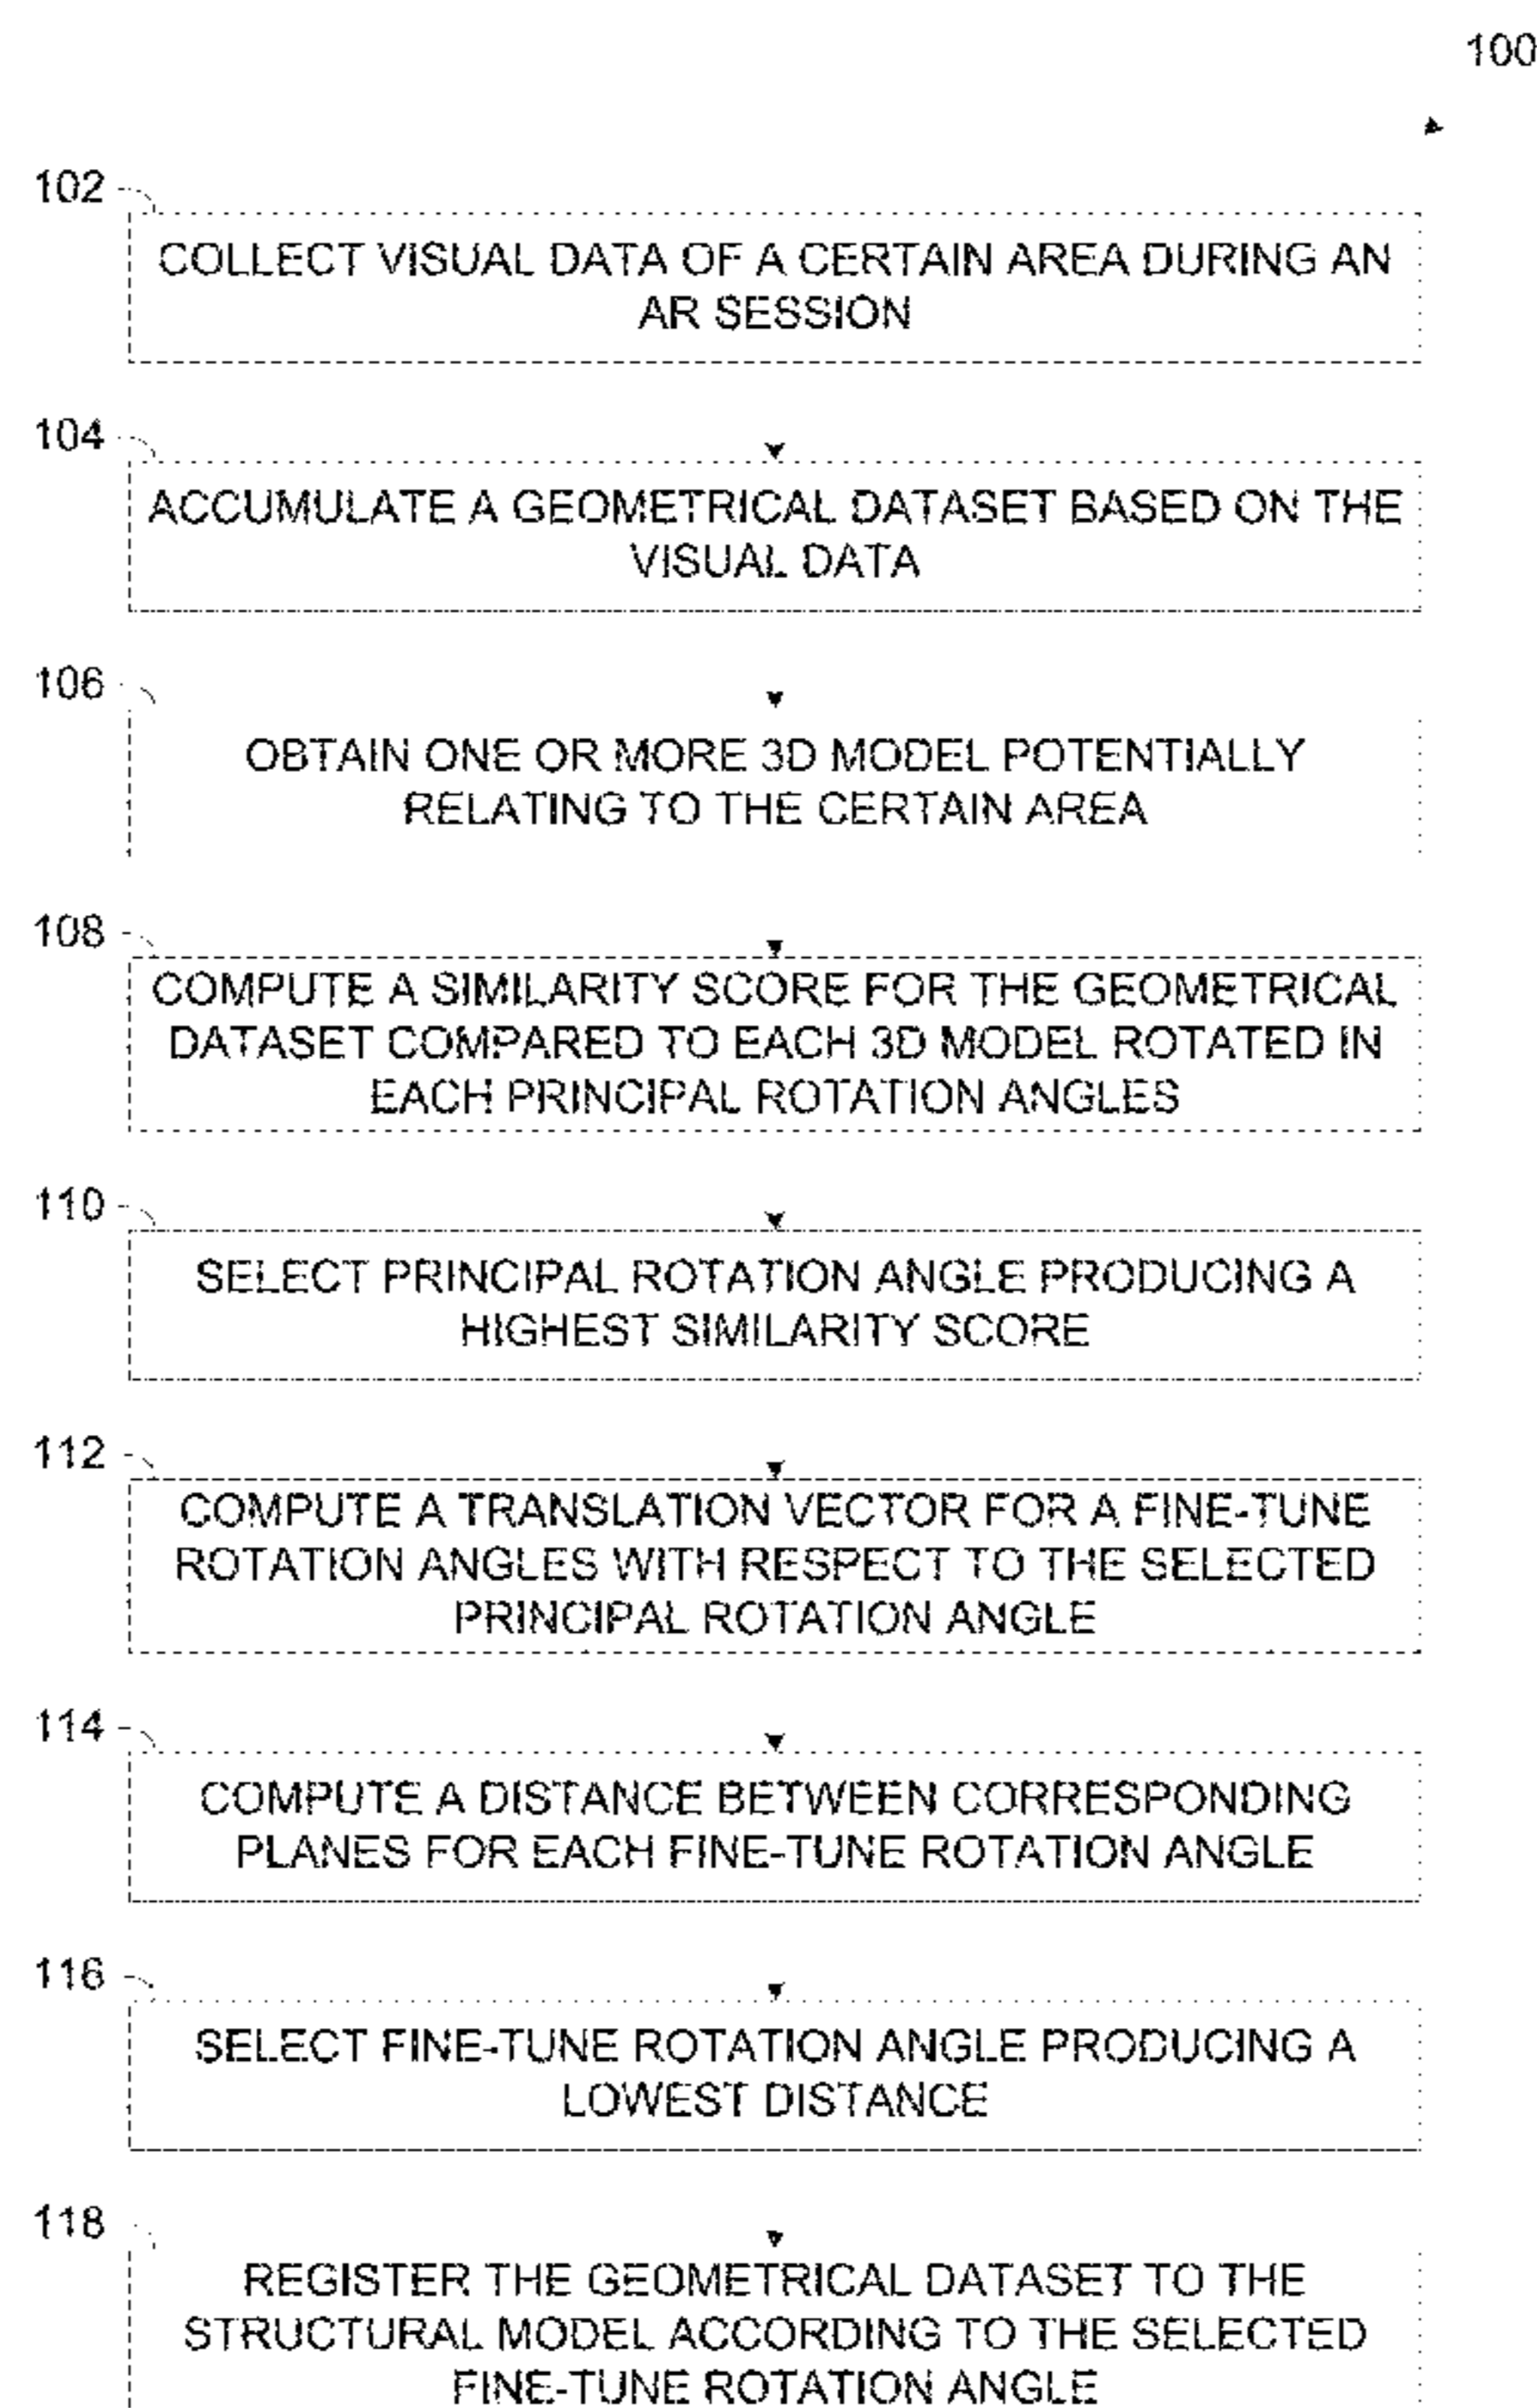 100
102
COLLECT VISUAL DATA OF A CERTAIN AREA DURING AN
AR SESSION
104
ACCUMULATE A GEOMETRICAL DATASET BASED ON THE
VISUAL DATA
106
OBTAIN ONE OR MORE 3D MODEL POTENTIALLY
RELATING TO THE CERTAIN AREA
108
COMPUTE A SIMILARITY SCORE FOR THE GEOMETRICAL
DATASET COMPARED TO EACH 3D MODEL ROTATED IN
EACH PRINCIPAL ROTATION ANGLES
110
SELECT PRINCIPAL ROTATION ANGLE PRODUCING A
HIGHEST SIMILARITY SCORE
112
COMPUTE A TRANSLATION VECTOR FOR A FINE-TUNE
ROTATION ANGLES WITH RESPECT TO THE SELECTED
PRINCIPAL ROTATION ANGLE
114
COMPUTE A DISTANCE BETWEEN CORRESPONDING
PLANES FOR EACH FINE-TUNE ROTATION ANGLE
116
SELECT FINE-TUNE ROTATION ANGLE PRODUCING A
LOWEST DISTANCE
118
REGISTER THE GEOMETRICAL DATASET TO THE
STRUCTURAL MODEL ACCORDING TO THE SELECTED
FINE-TUNE ROTATION ANGLE